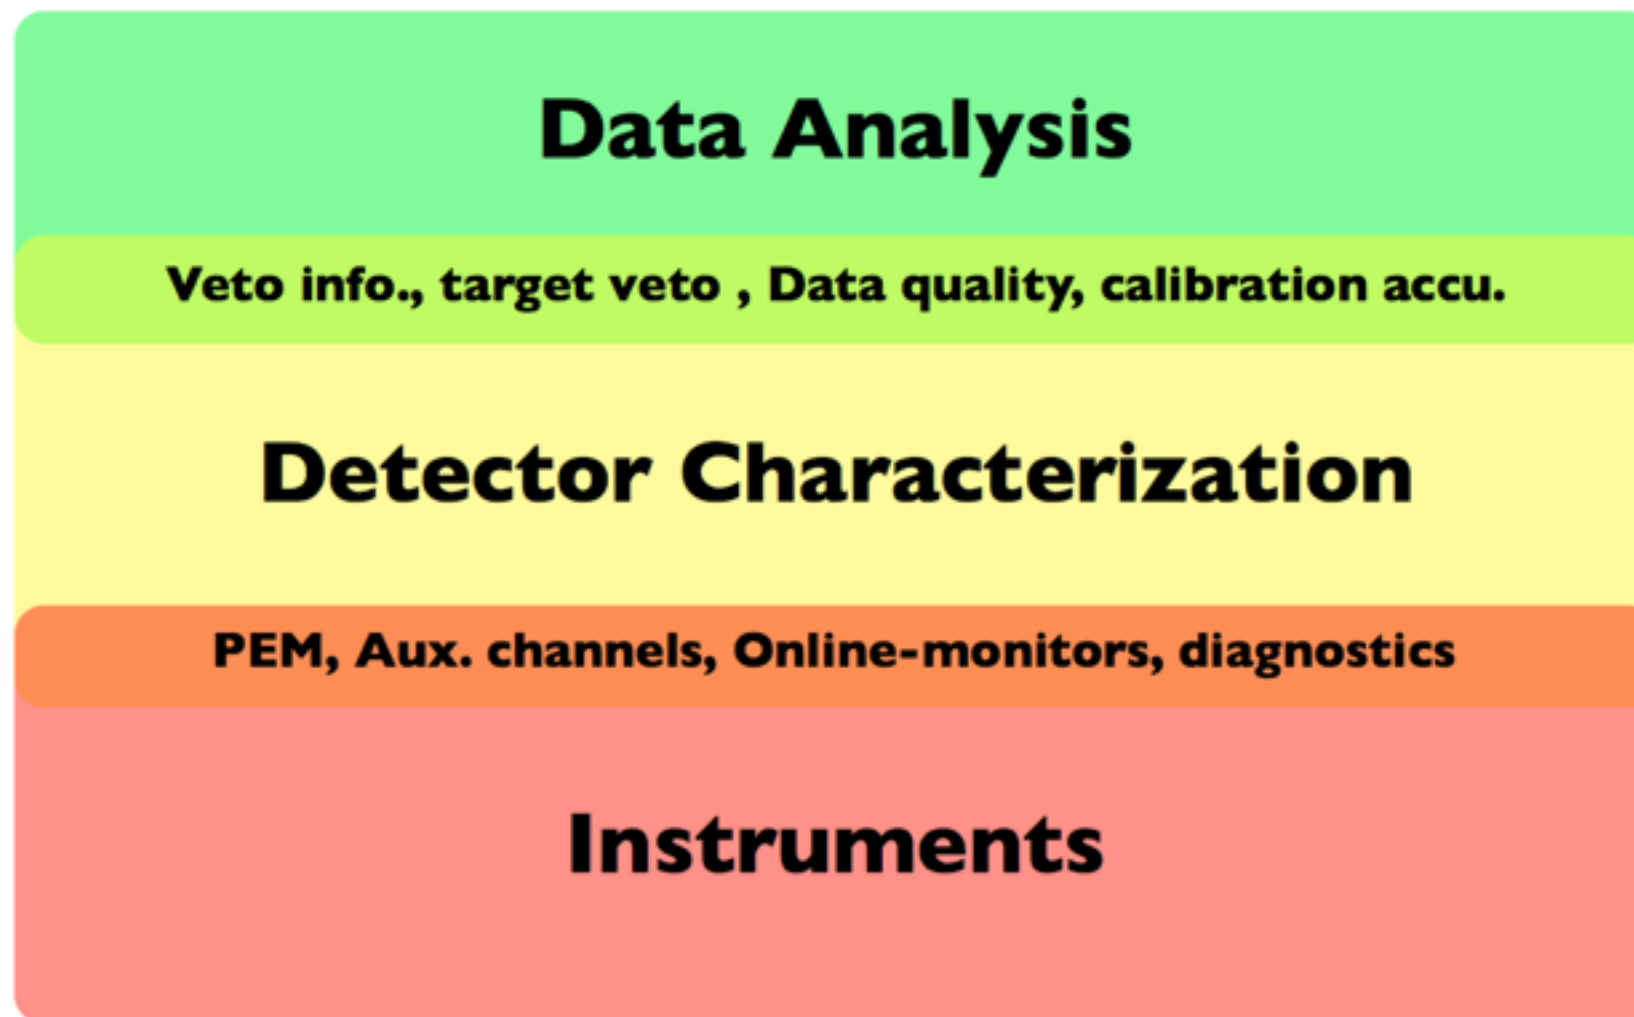 Data Analysis
Veto info., target veto , Data quality, calibration accu.
Detector Characterization
PEM, Aux. channels, Online-monitors, diagnostics
Instruments